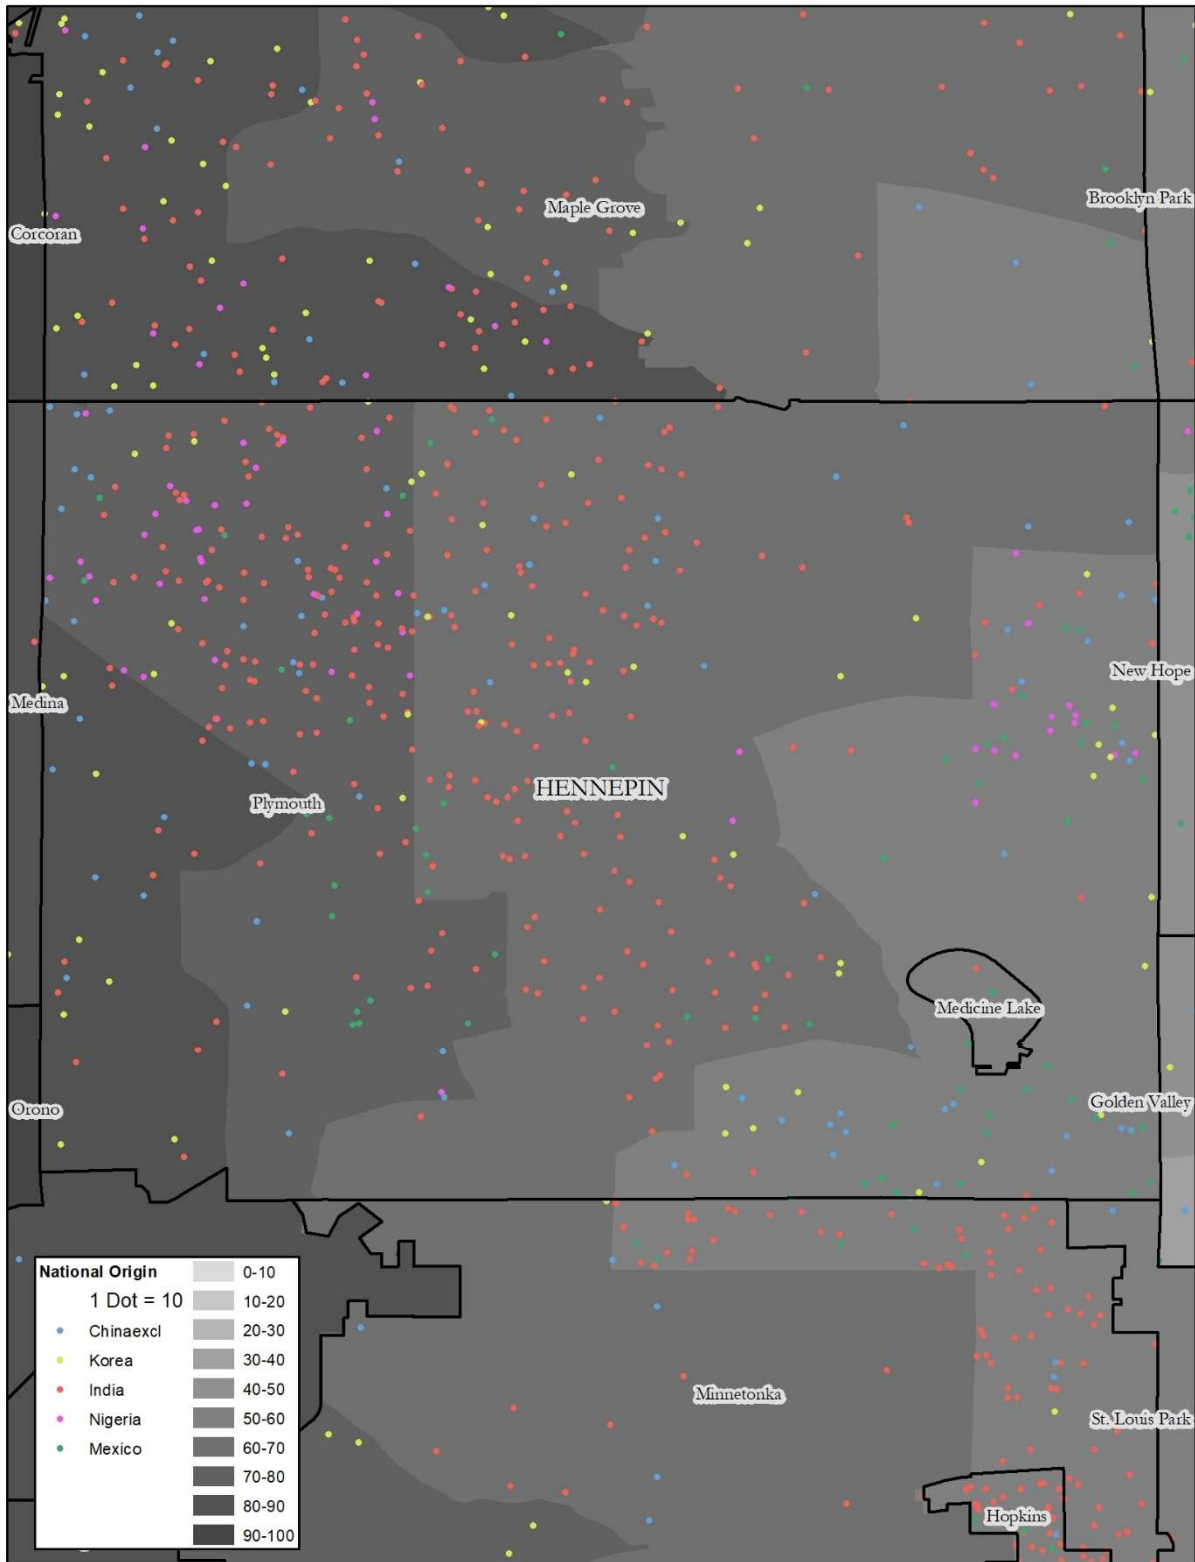 Maple Grove
Brooklyn Park
Corcoran
New Hope
Medina
HENNEPIN
Plymouth
Medicine Lake
Orono
Golden Valley
Minnetonka
St. Louis Park
Hopkins
National Origin
1 Dot = 10
Chinaexcl
Korea
India
Nigeria
Mexico
0-10
10-20
20-30
30-40
40-50
50-60
60-70
70-80
80-90
90-100